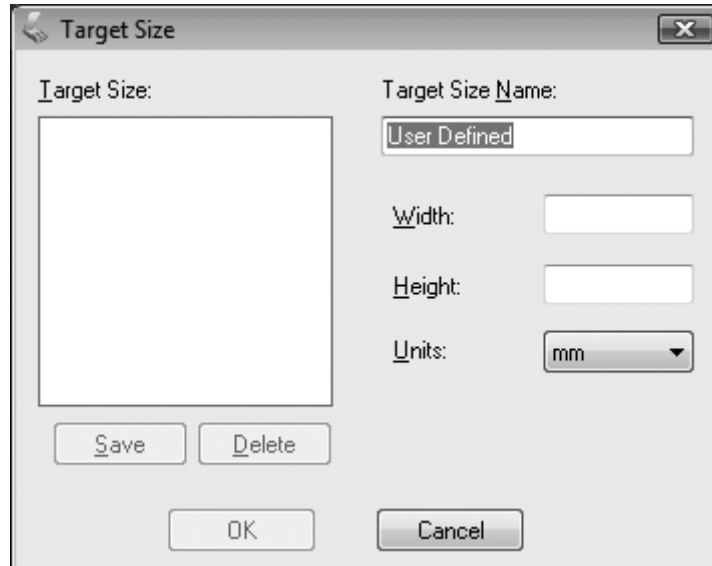 Target Size
Target Size:
Target Size Name:
User Defined
Width:
Height:
Units:
mm
Save
Delete
OK
Cancel